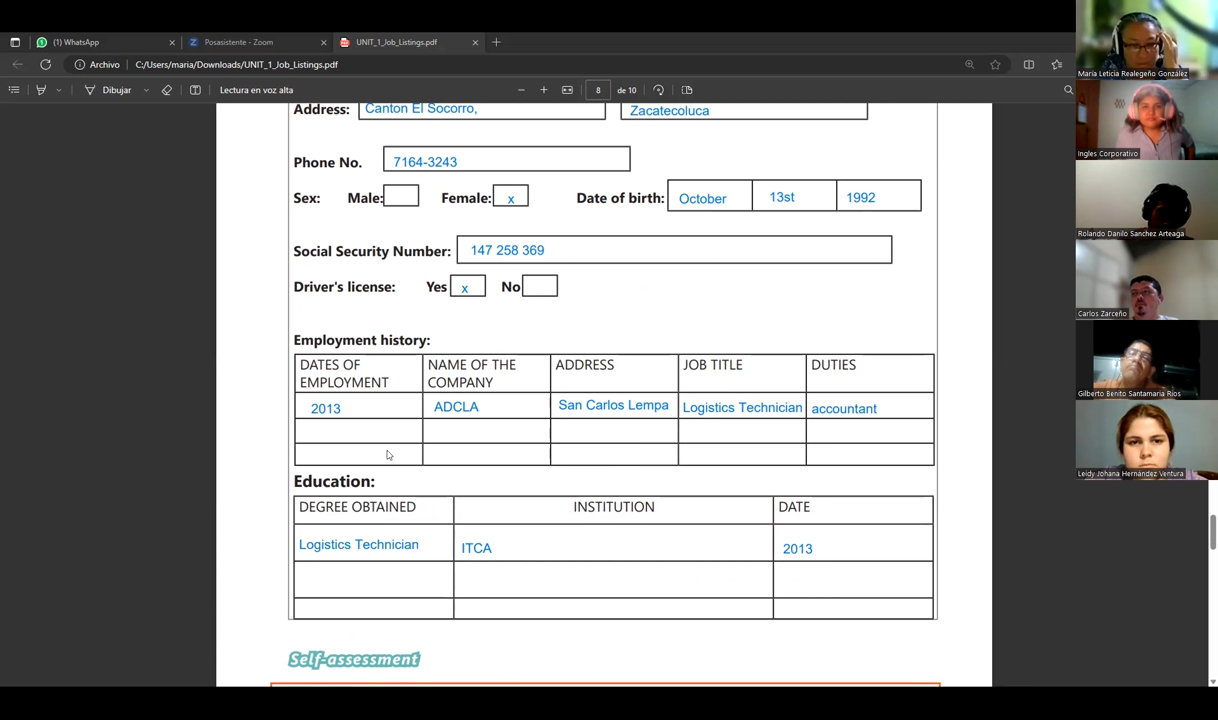 (1) WhatsApp
Posasistente - Zoom
UNIT_1_Job_Listings.pdf
Archivo C:/Users/maria/Downloads/UNIT_1_Job_Listings.pdf
Dibujar Lectura en voz alta 8 de 10
Address: Canton El Socorro, Zacatecoluca
Phone No. 7164-3243
Sex: Male: Female: x Date of birth: October 13st 1992
Social Security Number: 147 258 369
Driver's license: Yes x No
Employment history:
DATES OF EMPLOYMENT NAME OF THE COMPANY ADDRESS JOB TITLE DUTIES
2013 ADCLA San Carlos Lempa Logistics Technician accountant
Education:
DEGREE OBTAINED INSTITUTION DATE
Logistics Technician ITCA 2013
Self-assessment
María Leticia Realegeño González
Ingles Corporativo
Rolando Danilo Sanchez Arteaga
Carlos Zarceño
Gilberto Benito Santamaria Rios
Leidy Johana Hernández Ventura